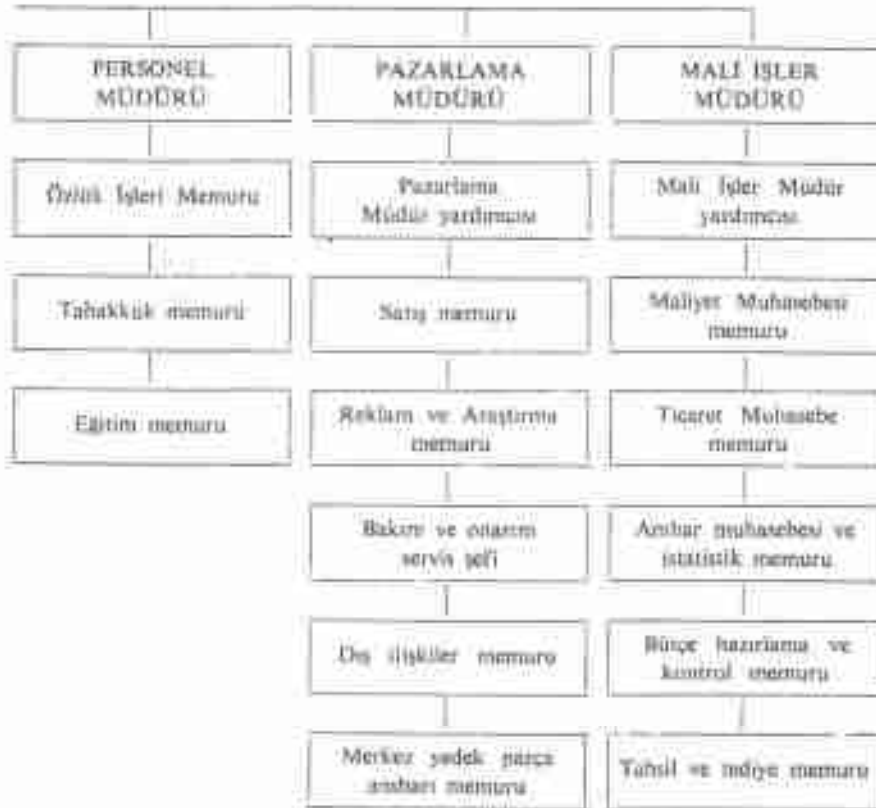 PERSONEL
MÜDÜRÜ
Özlük İşleri Memuru
Tahakkuk memuru
Eğitim memuru
PAZARLAMA
MÜDÜRÜ
Pazarlama
Müdür yardımcısı
Satış memuru
Reklam ve Araştırma
memuru
Bakım ve onarım
servis şefi
Dış ilişkiler memuru
Merkez yedek parça
ambarı memuru
MALİ İŞLER
MÜDÜRÜ
Mali İşler Müdür
yardımcısı
Maliyet Muhasebesi
memuru
Ticaret Muhasebe
memuru
Ambar muhasebesi ve
istatistik memuru
Bütçe hazırlama ve
kontrol memuru
Tahsil ve tediye memuru